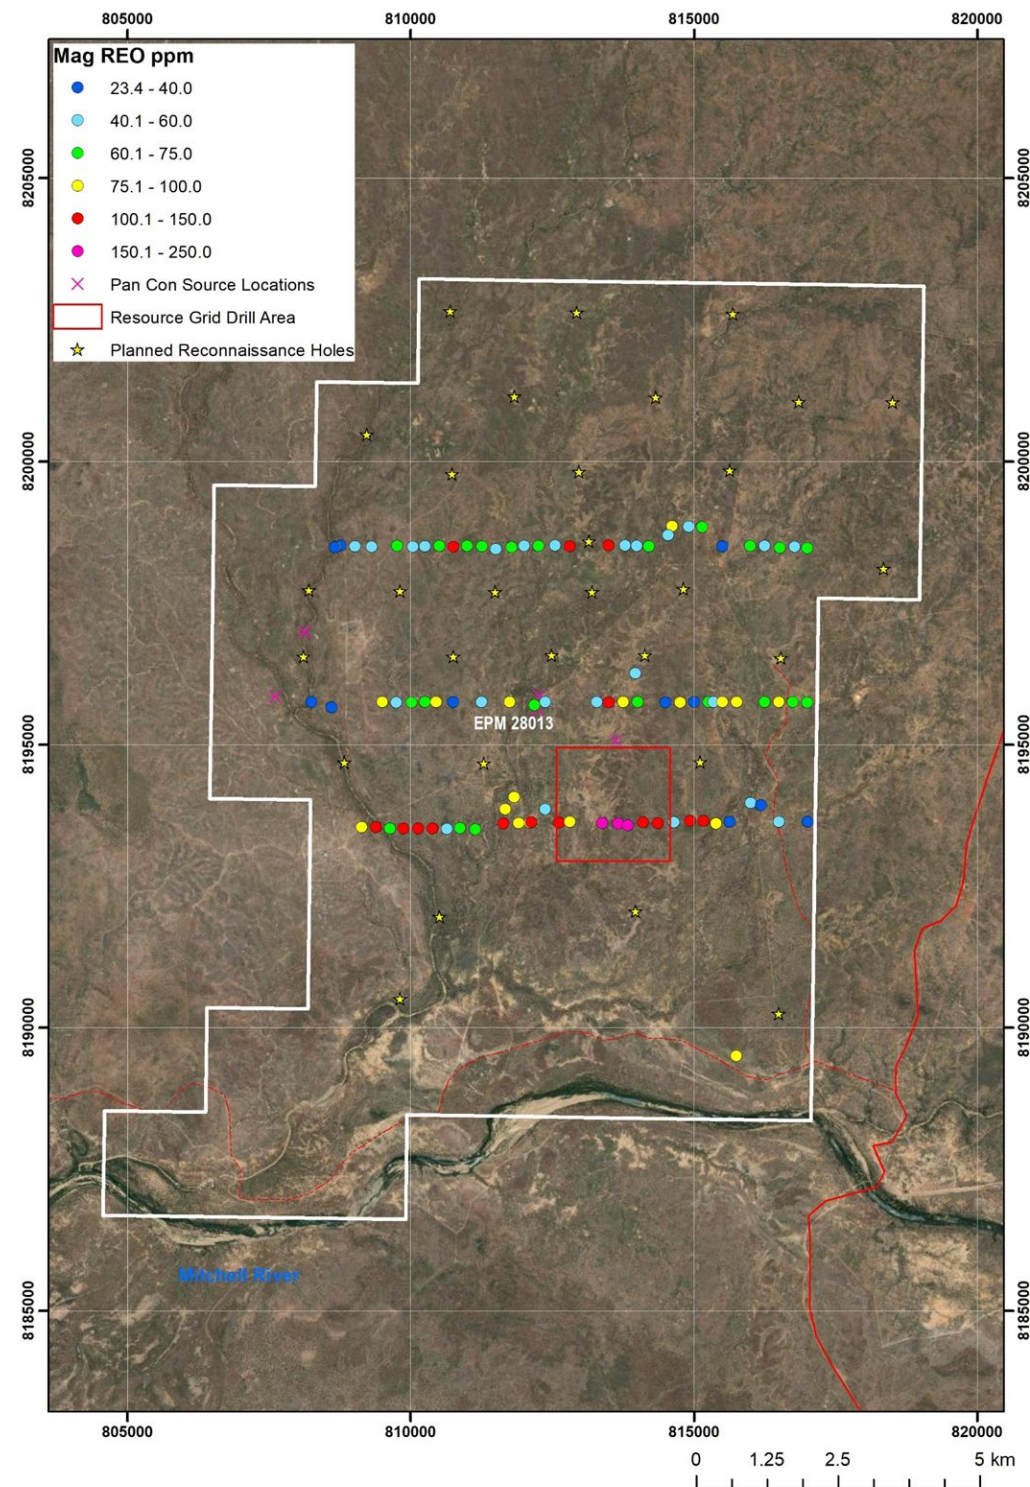 805000 810000 815000 820000
Mag REO ppm
23.4 - 40.0
40.1 - 60.0
60.1 - 75.0
75.1 - 100.0
100.1 - 150.0
150.1 - 250.0
Pan Con Source Locations
Resource Grid Drill Area
Planned Reconnaissance Holes
8205000 8205000
8200000 8200000
8195000 8195000
EPM 28013
8190000 8190000
Mitchell River
8185000 8185000
805000 810000 815000 820000
0 1.25 2.5 5 km